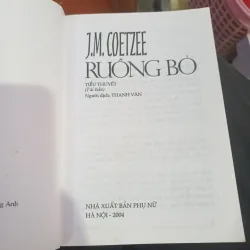 J.M. COETZEE
RUỒNG BỎ
TIỂU THUYẾT
(Tái bản)
Người dịch: THANH VÂN
NHÀ XUẤT BẢN PHỤ NỮ
HÀ NỘI - 2004
Anh